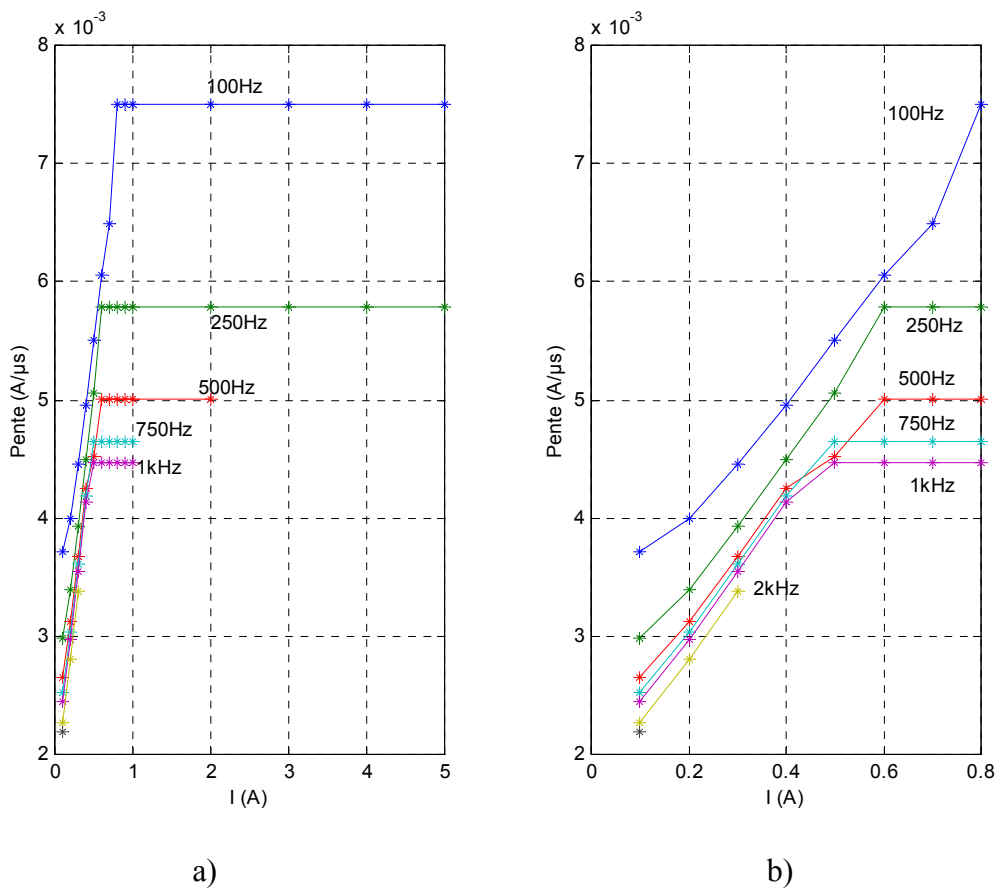 x 10-3
8
7
6
5
4
3
2
0
1
2
3
4
5
Pente (A/µs)
I (A)
100Hz
250Hz
500Hz
750Hz
1kHz
a)
x 10-3
8
7
6
5
4
3
2
0
0.2
0.4
0.6
0.8
Pente (A/µs)
I (A)
100Hz
250Hz
500Hz
750Hz
1kHz
2kHz
b)